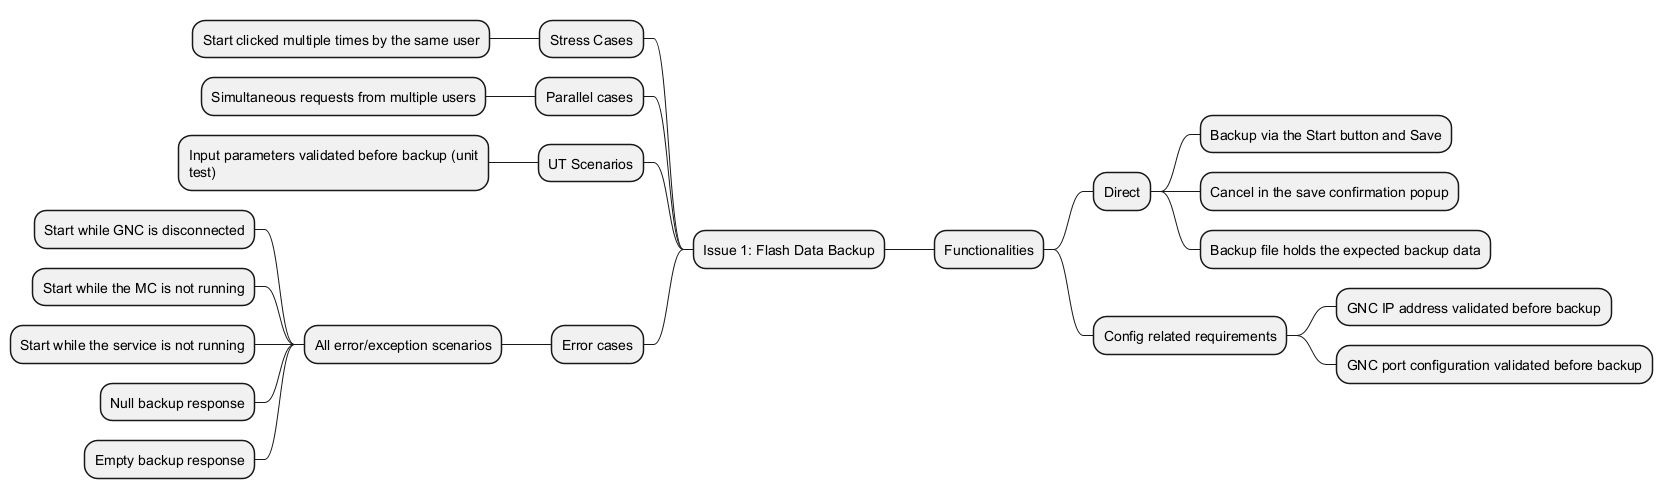 Start clicked multiple times by the same user
Stress Cases
Simultaneous requests from multiple users
Parallel cases
Input parameters validated before backup (unit
test)
UT Scenarios
Start while GNC is disconnected
Start while the MC is not running
Start while the service is not running
Null backup response
Empty backup response
All error/exception scenarios
Error cases
Issue 1: Flash Data Backup
Functionalities
Direct
Backup via the Start button and Save
Cancel in the save confirmation popup
Backup file holds the expected backup data
Config related requirements
GNC IP address validated before backup
GNC port configuration validated before backup